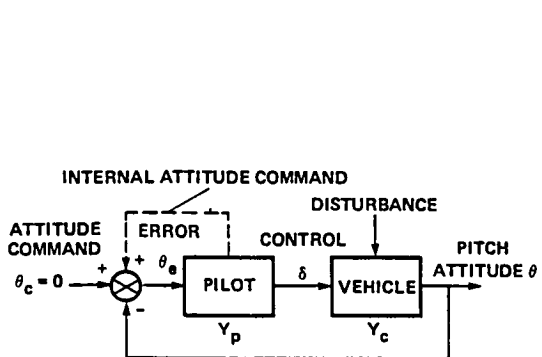 INTERNAL ATTITUDE COMMAND
DISTURBANCE
ATTITUDE
COMMAND
ERROR
CONTROL
PITCH
ATTITUDE θ
θc = 0
+
+
-
θe
PILOT
δ
VEHICLE
Yp
Yc